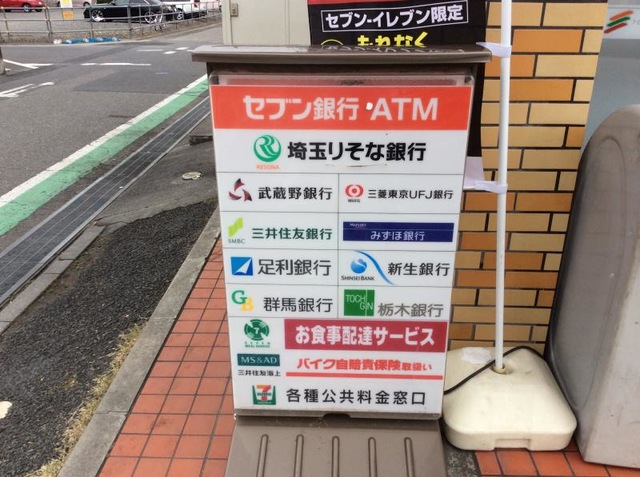 セブン-イレブン限定
もれなく
セブン銀行 ATM
RESONA
埼玉りそな銀行
武蔵野銀行
MUFG
三菱東京UFJ銀行
SMBC
三井住友銀行
みずほ銀行
足利銀行
SHINSEI BANK
新生銀行
GB
群馬銀行
TOCHIGIN
栃木銀行
お食事配達サービス
MS&AD
三井住友海上
バイク自賠責保険取扱い
各種公共料金窓口